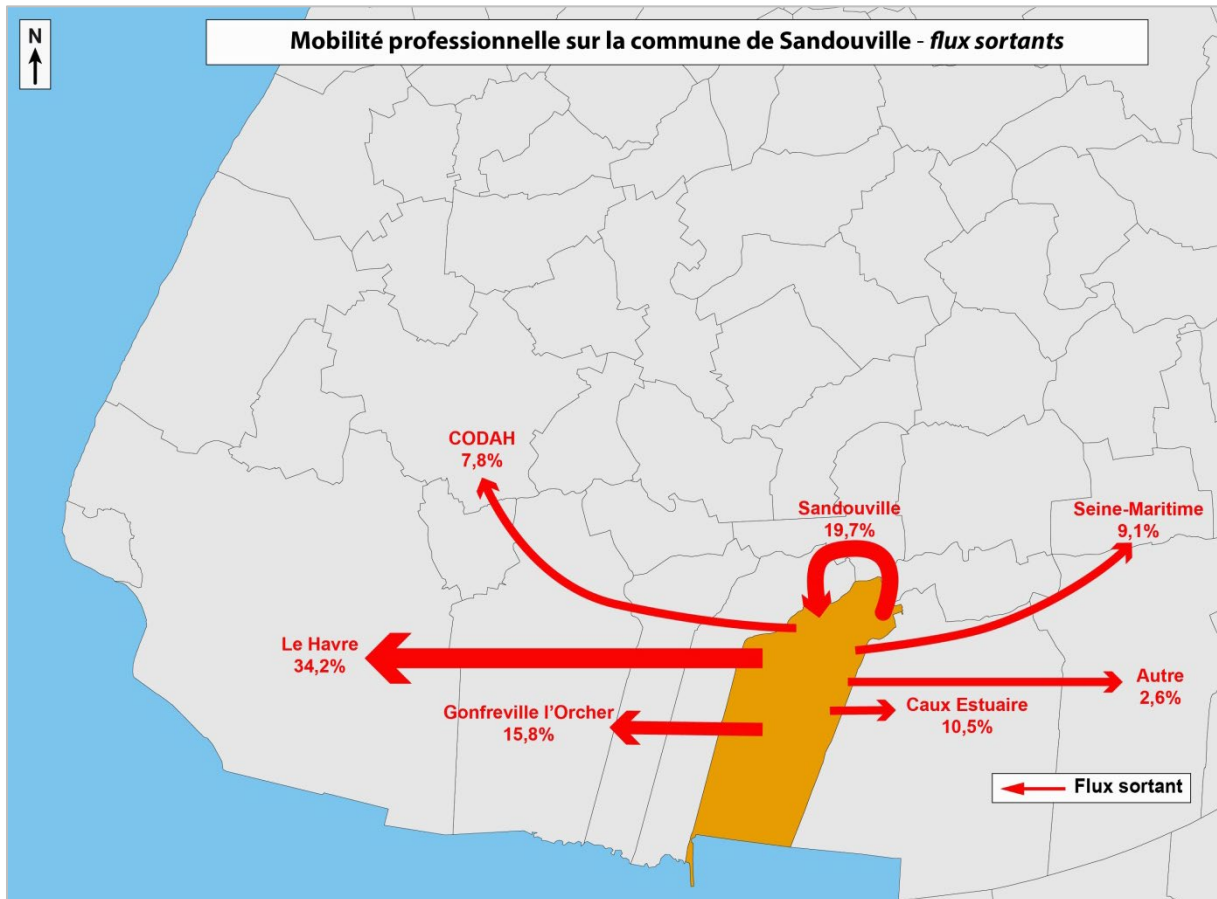 N
Mobilité professionnelle sur la commune de Sandouville - flux sortants
CODAH
7,8%
Sandouville
19,7%
Seine-Maritime
9,1%
Le Havre
34,2%
Autre
2,6%
Gonfreville l'Orcher
15,8%
Caux Estuaire
10,5%
Flux sortant